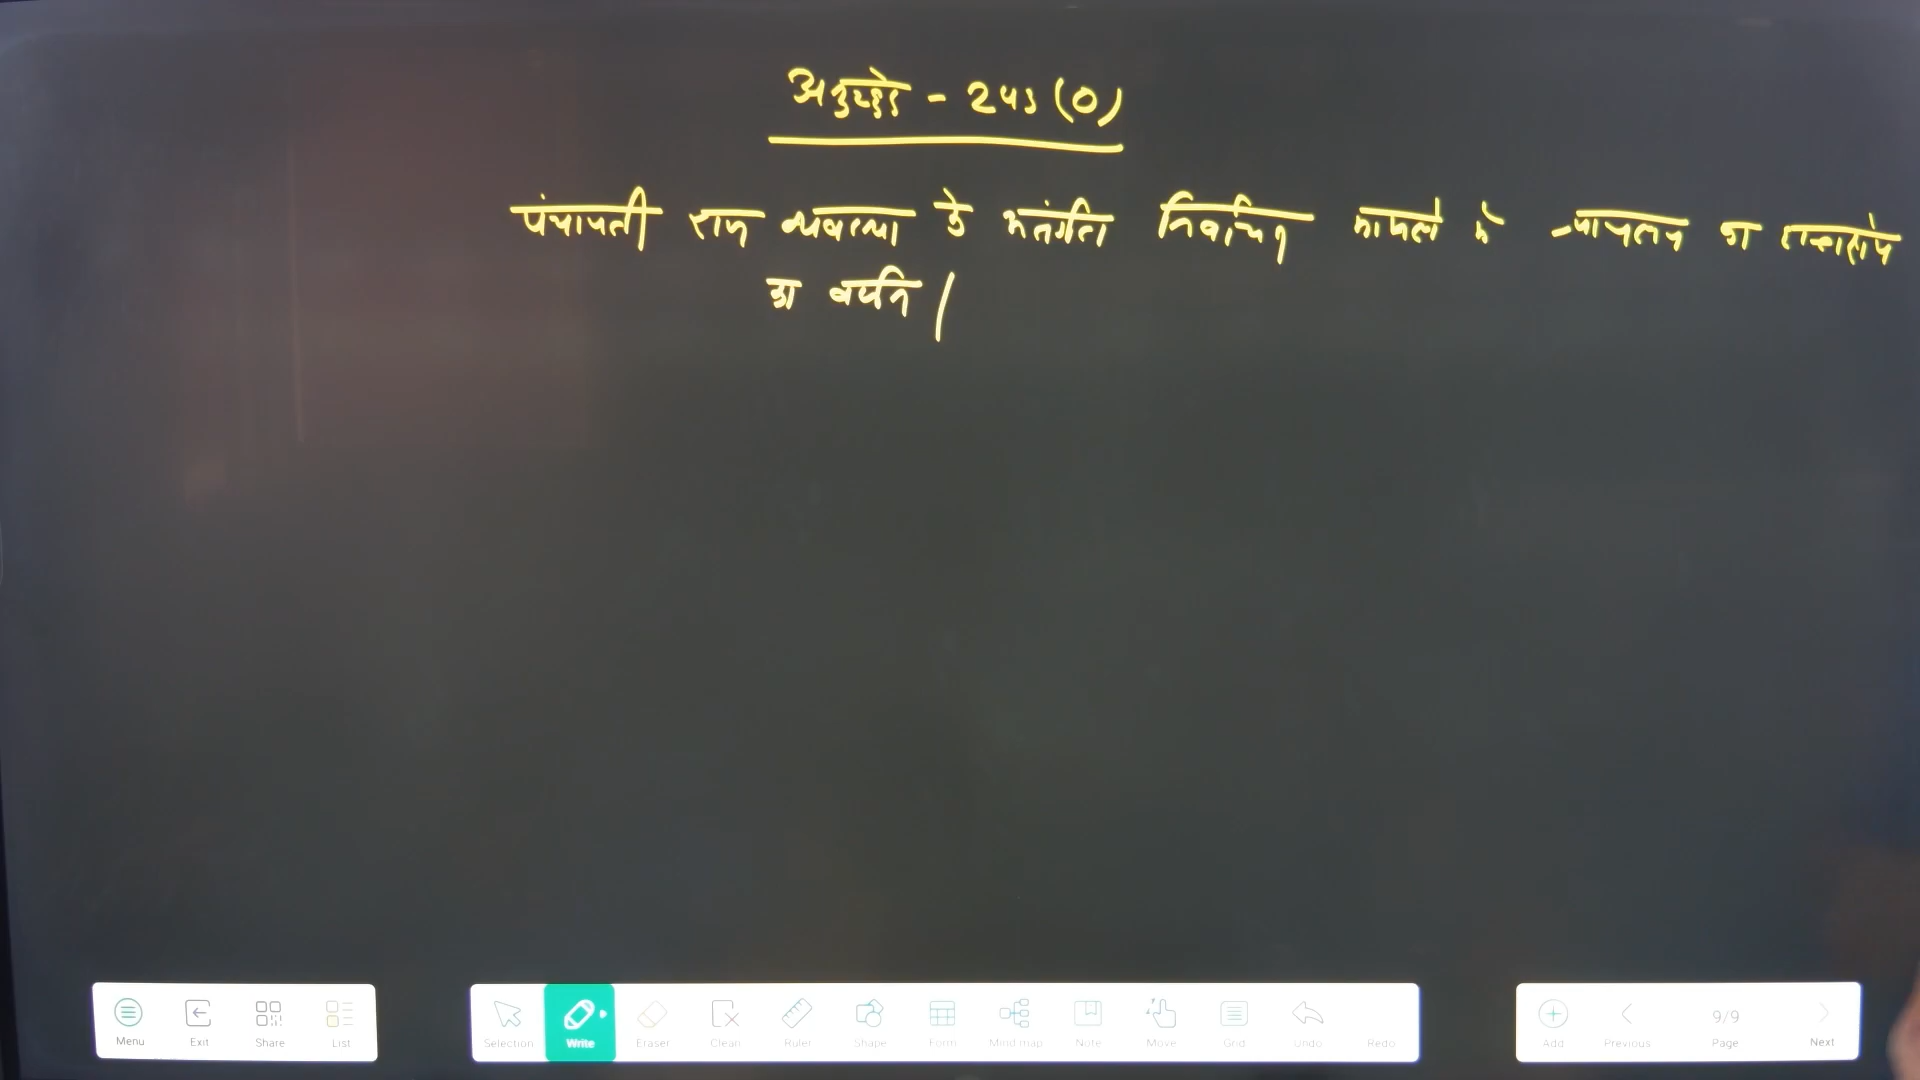 अनुच्छेद - 243 (O)
पंचायती राज व्यवस्था के अंतर्गत निर्वाचन मामलो में न्यायालय का हस्तक्षेप
का वर्णन |
Menu Exit Share List Selection Write Eraser Clean Ruler Shape Form Mind map Note Move Grid Undo Redo Add Previous 9/9 Page Next